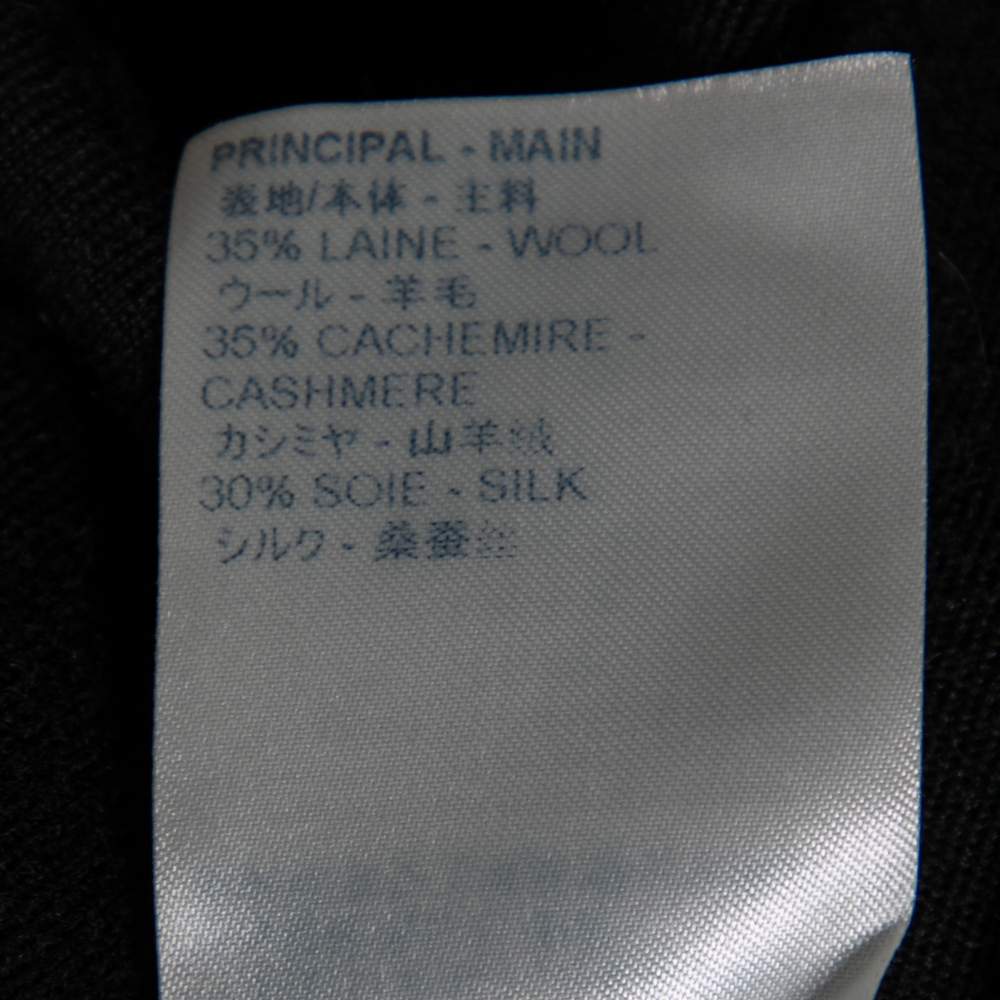 PRINCIPAL - MAIN
表地/本体 - 主料
35% LAINE - WOOL
ウール - 羊毛
35% CACHEMIRE -
CASHMERE
カシミヤ - 山羊绒
30% SOIE - SILK
シルク - 桑蚕丝